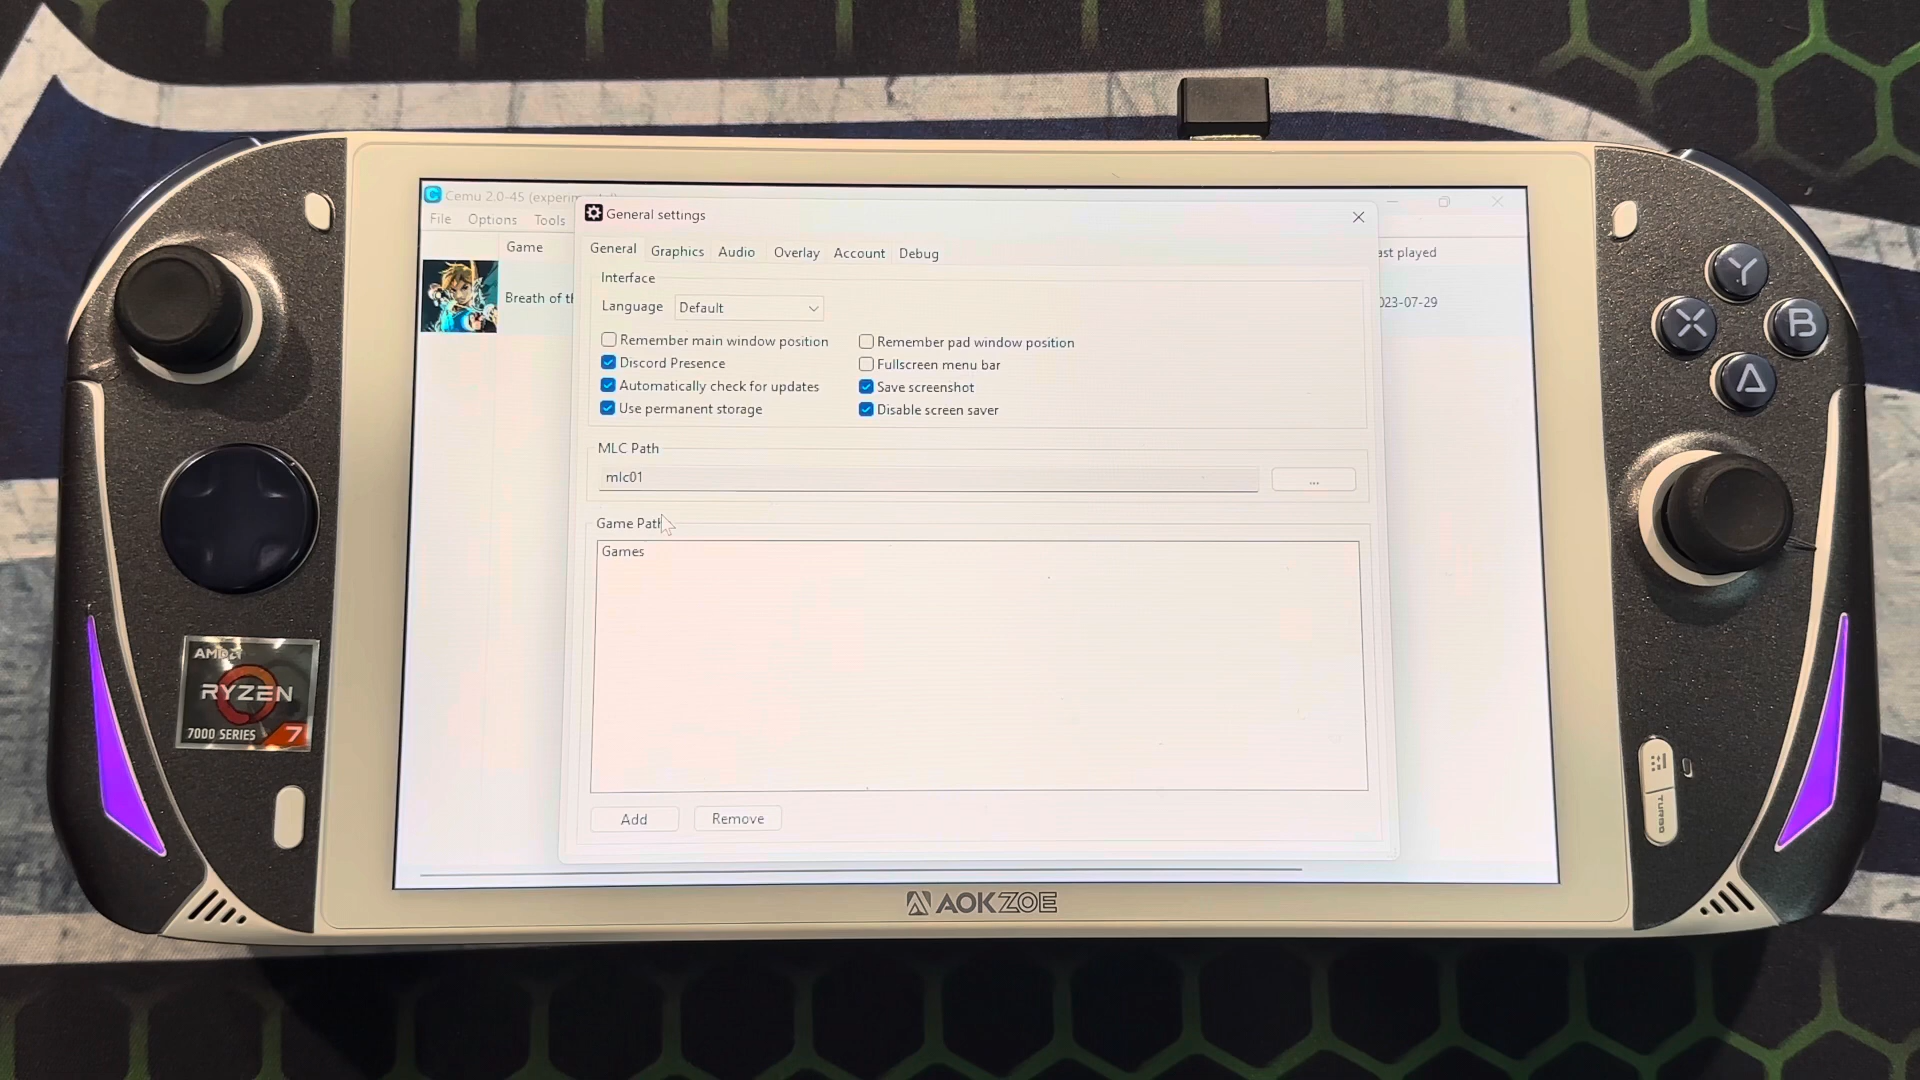 Cemu 2.0-45
File Options Tools
Game
Breath of
Last played
2023-07-29
General settings
General Graphics Audio Overlay Account Debug
Interface
Language Default
Remember main window position
Remember pad window position
Discord Presence
Fullscreen menu bar
Automatically check for updates
Save screenshot
Use permanent storage
Disable screen saver
MLC Path
mlc01
...
Game Path
Games
Add
Remove
Y
X
B
A
AMD
RYZEN
7000 SERIES
7
TURBO
AOKZOE